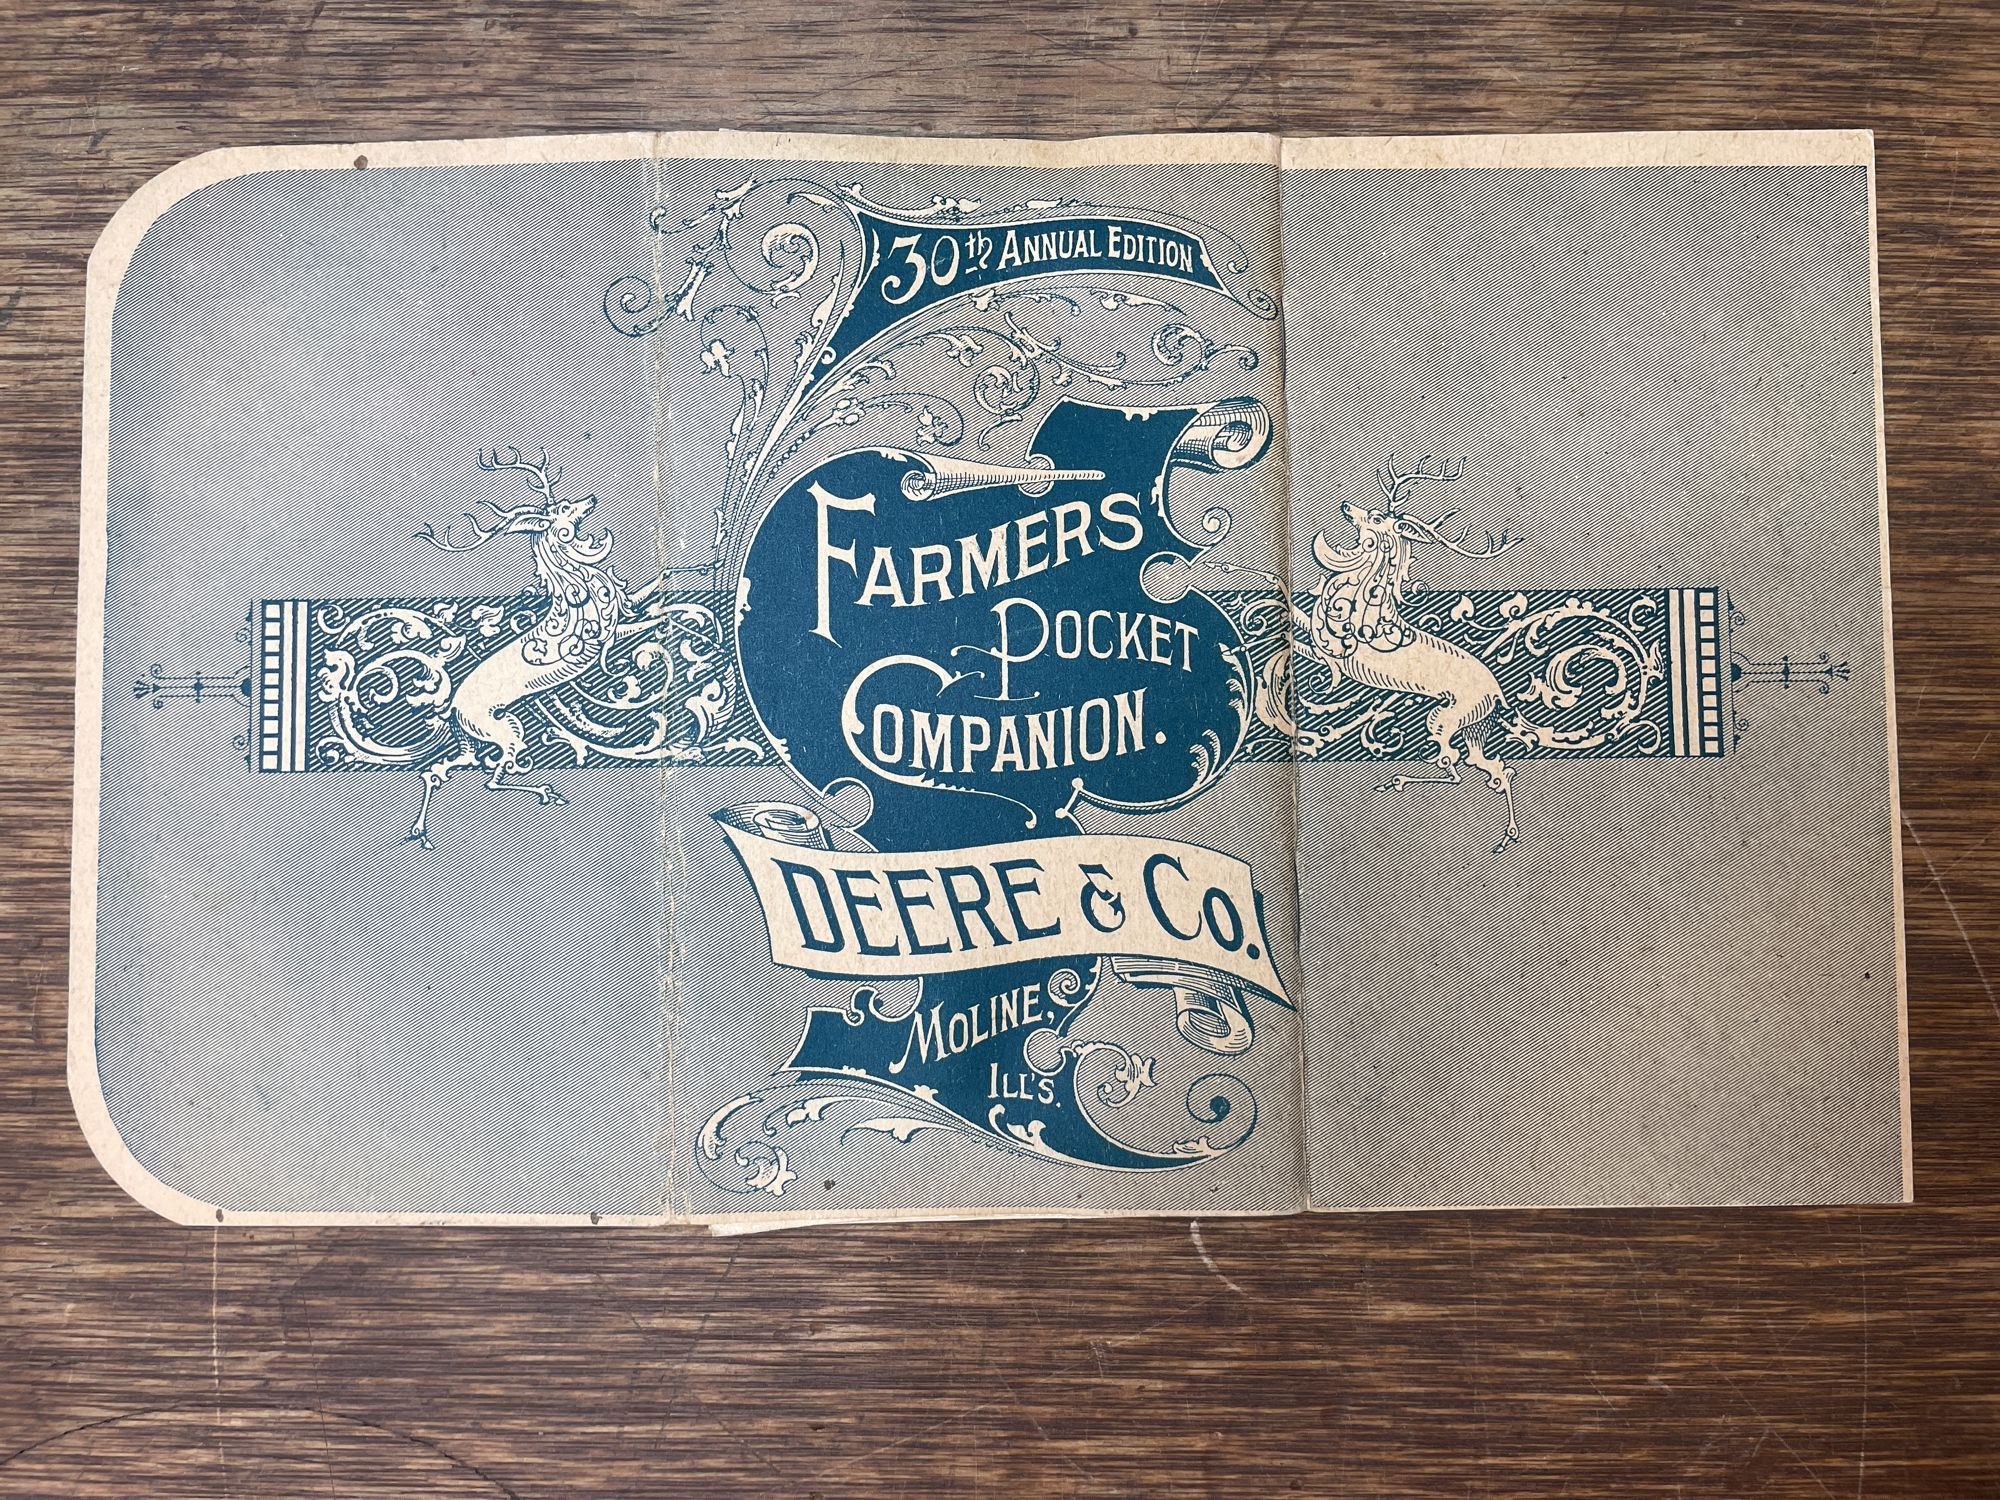 30th ANNUAL EDITION
FARMERS'
POCKET
COMPANION.
DEERE & Co.
MOLINE,
ILL'S.